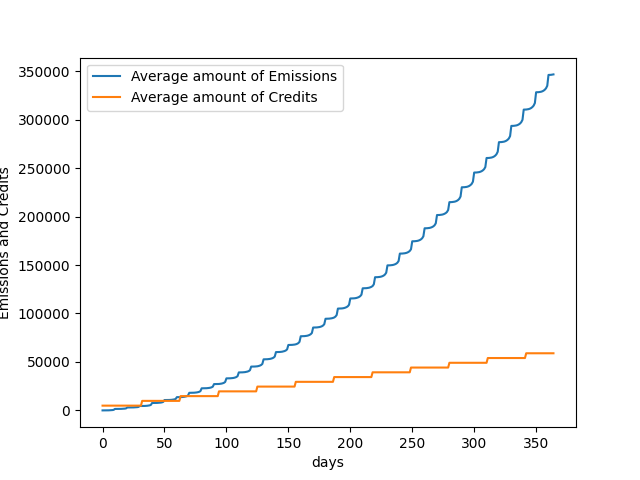 Average amount of Emissions
Average amount of Credits
Emissions and Credits
350000
300000
250000
200000
150000
100000
50000
0
0 50 100 150 200 250 300 350
days